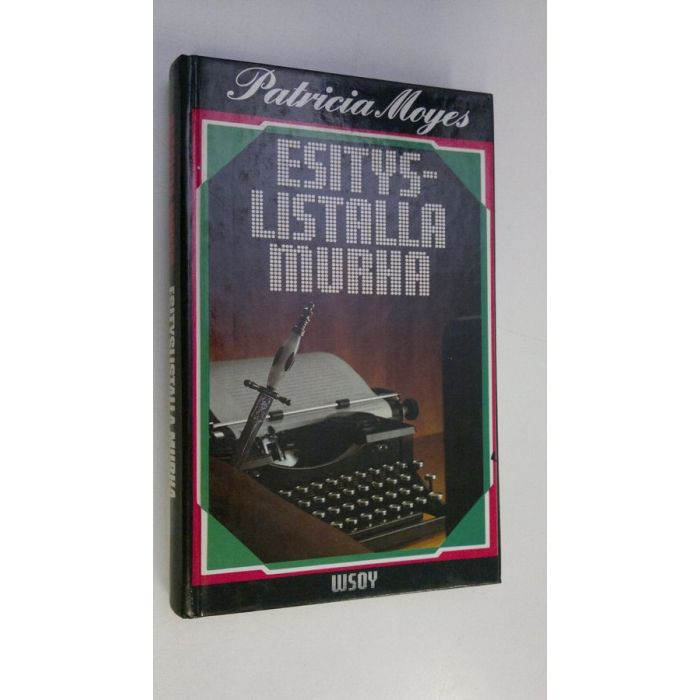 Patricia Moyes
ESITYS-
LISTALLA
MURHA
WSOY
ESITYSLISTALLA MURHA